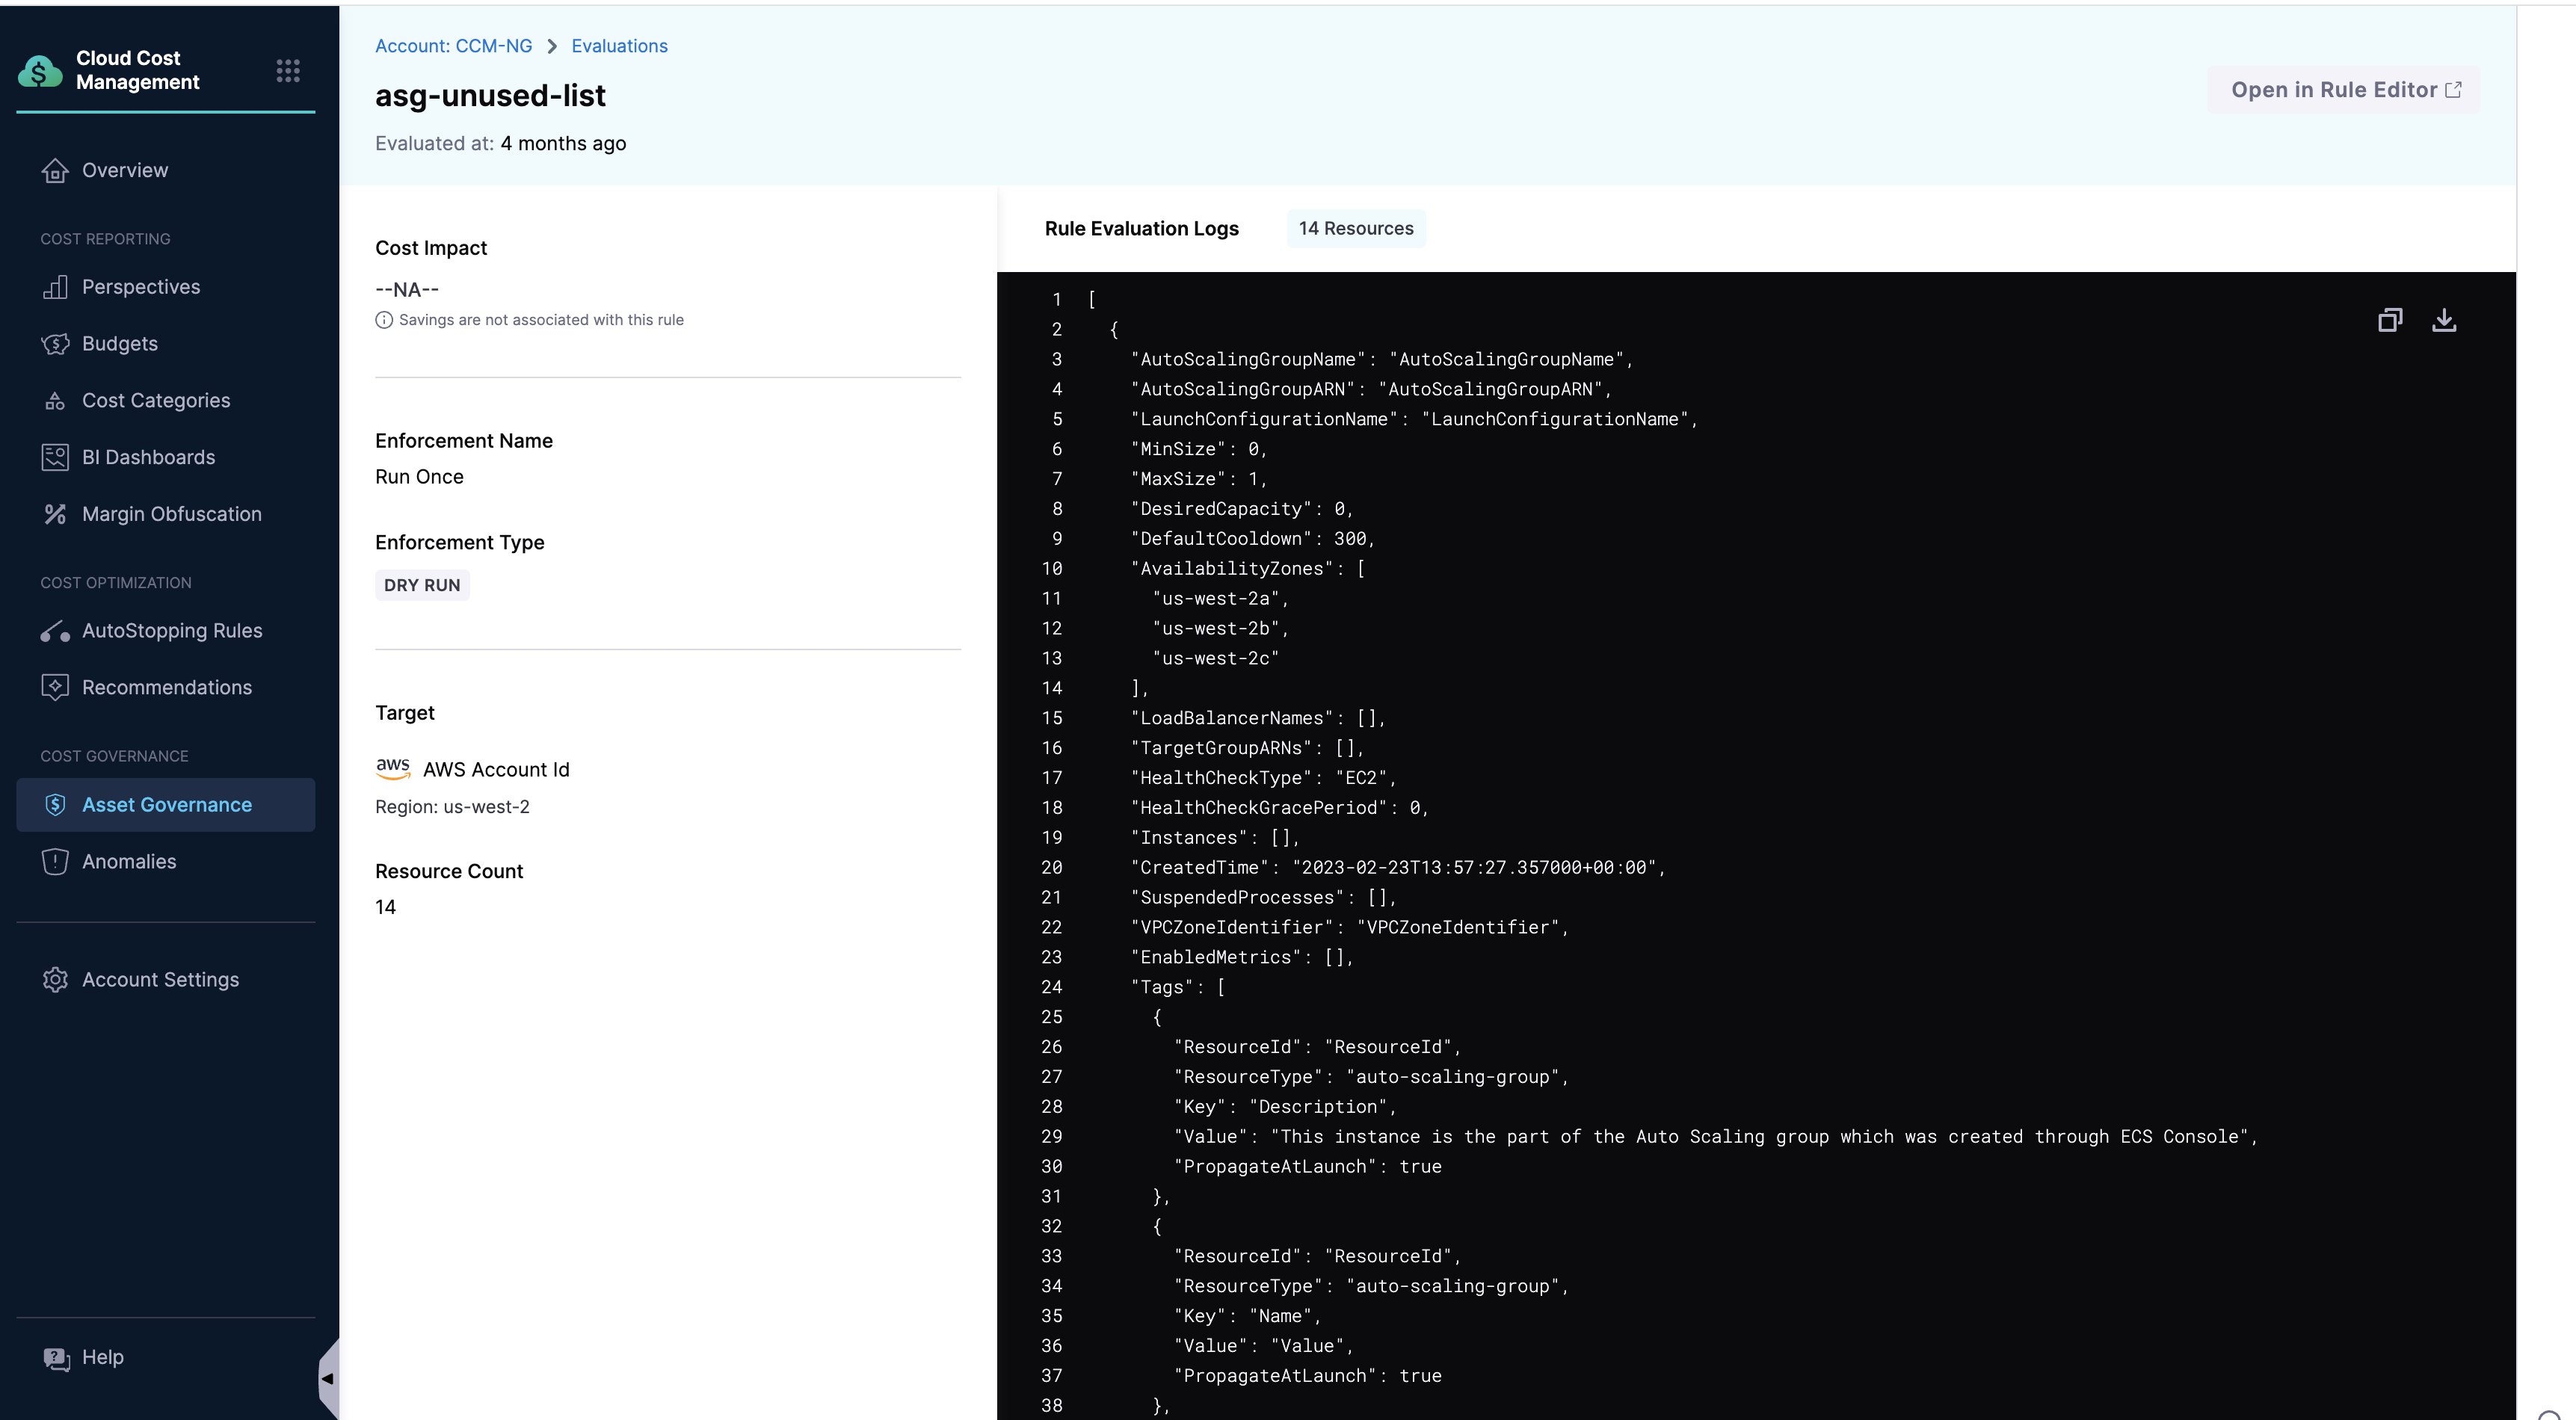 Cloud Cost
Management
Overview
COST REPORTING
Perspectives
Budgets
Cost Categories
BI Dashboards
Margin Obfuscation
COST OPTIMIZATION
AutoStopping Rules
Recommendations
COST GOVERNANCE
Asset Governance
Anomalies
Account Settings
Help
Account: CCM-NG > Evaluations
asg-unused-list
Evaluated at: 4 months ago
Open in Rule Editor
Cost Impact
--NA--
Savings are not associated with this rule
Enforcement Name
Run Once
Enforcement Type
DRY RUN
Target
aws AWS Account Id
Region: us-west-2
Resource Count
14
Rule Evaluation Logs 14 Resources
1 [
2 {
3 "AutoScalingGroupName": "AutoScalingGroupName",
4 "AutoScalingGroupARN": "AutoScalingGroupARN",
5 "LaunchConfigurationName": "LaunchConfigurationName",
6 "MinSize": 0,
7 "MaxSize": 1,
8 "DesiredCapacity": 0,
9 "DefaultCooldown": 300,
10 "AvailabilityZones": [
11 "us-west-2a",
12 "us-west-2b",
13 "us-west-2c"
14 ],
15 "LoadBalancerNames": [],
16 "TargetGroupARNs": [],
17 "HealthCheckType": "EC2",
18 "HealthCheckGracePeriod": 0,
19 "Instances": [],
20 "CreatedTime": "2023-02-23T13:57:27.357000+00:00",
21 "SuspendedProcesses": [],
22 "VPCZoneIdentifier": "VPCZoneIdentifier",
23 "EnabledMetrics": [],
24 "Tags": [
25 {
26 "ResourceId": "ResourceId",
27 "ResourceType": "auto-scaling-group",
28 "Key": "Description",
29 "Value": "This instance is the part of the Auto Scaling group which was created through ECS Console",
30 "PropagateAtLaunch": true
31 },
32 {
33 "ResourceId": "ResourceId",
34 "ResourceType": "auto-scaling-group",
35 "Key": "Name",
36 "Value": "Value",
37 "PropagateAtLaunch": true
38 },